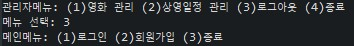 관리자메뉴: (1)영화 관리 (2)상영일정 관리 (3)로그아웃 (4)종료
메뉴 선택: 3
메인메뉴: (1)로그인 (2)회원가입 (3)종료